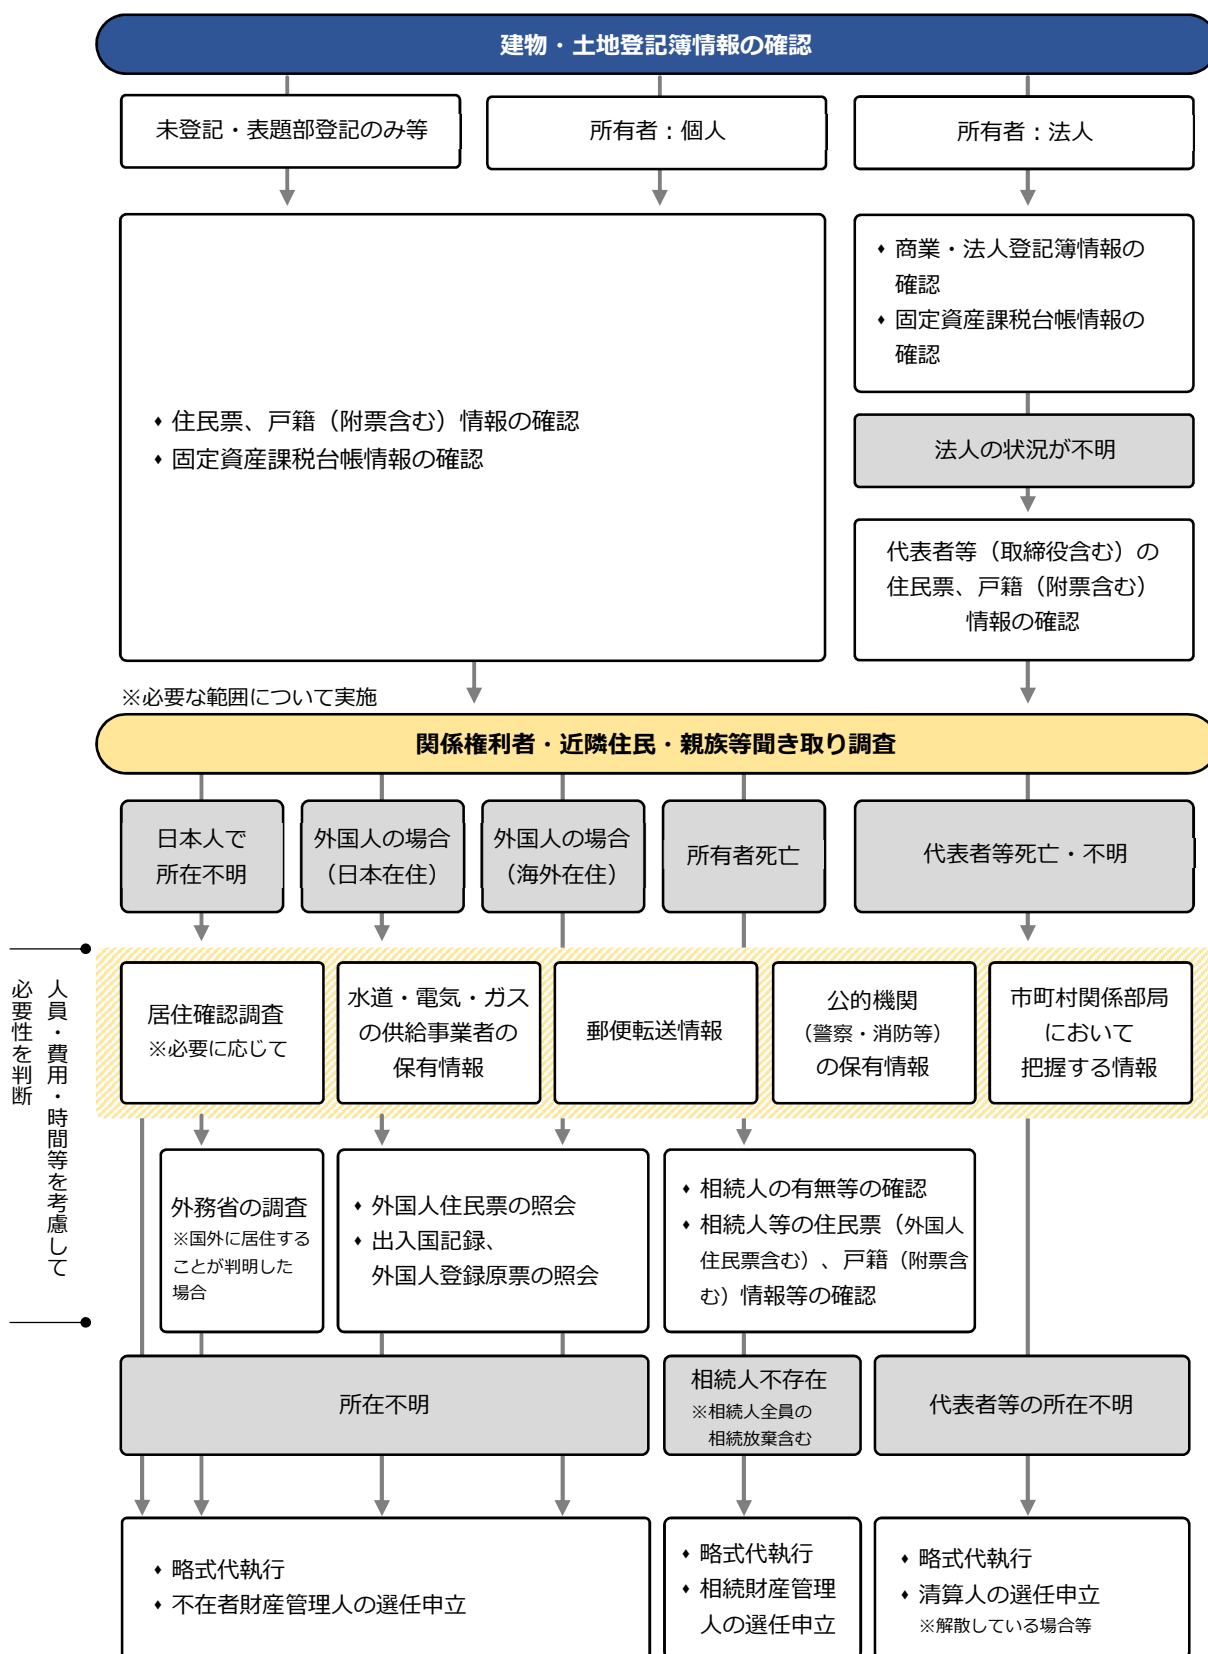 建物・土地登記簿情報の確認
未登記・表題部登記のみ等
所有者：個人
所有者：法人
♦ 住民票、戸籍（附票含む）情報の確認
♦ 固定資産課税台帳情報の確認
♦ 商業・法人登記簿情報の
確認
♦ 固定資産課税台帳情報の
確認
法人の状況が不明
代表者等（取締役含む）の
住民票、戸籍（附票含む）
情報の確認
※必要な範囲について実施
関係権利者・近隣住民・親族等聞き取り調査
日本人で
所在不明
外国人の場合
（日本在住）
外国人の場合
（海外在住）
所有者死亡
代表者等死亡・不明
人員・費用・時間等を考慮して
必要性を判断
居住確認調査
※必要に応じて
水道・電気・ガス
の供給事業者の
保有情報
郵便転送情報
公的機関
（警察・消防等）
の保有情報
市町村関係部局
において
把握する情報
外務省の調査
※国外に居住する
ことが判明した
場合
♦ 外国人住民票の照会
♦ 出入国記録、
外国人登録原票の照会
♦ 相続人の有無等の確認
♦ 相続人等の住民票（外国人
住民票含む）、戸籍（附票含
む）情報等の確認
所在不明
相続人不存在
※相続人全員の
相続放棄含む
代表者等の所在不明
♦ 略式代執行
♦ 不在者財産管理人の選任申立
♦ 略式代執行
♦ 相続財産管理
人の選任申立
♦ 略式代執行
♦ 清算人の選任申立
※解散している場合等